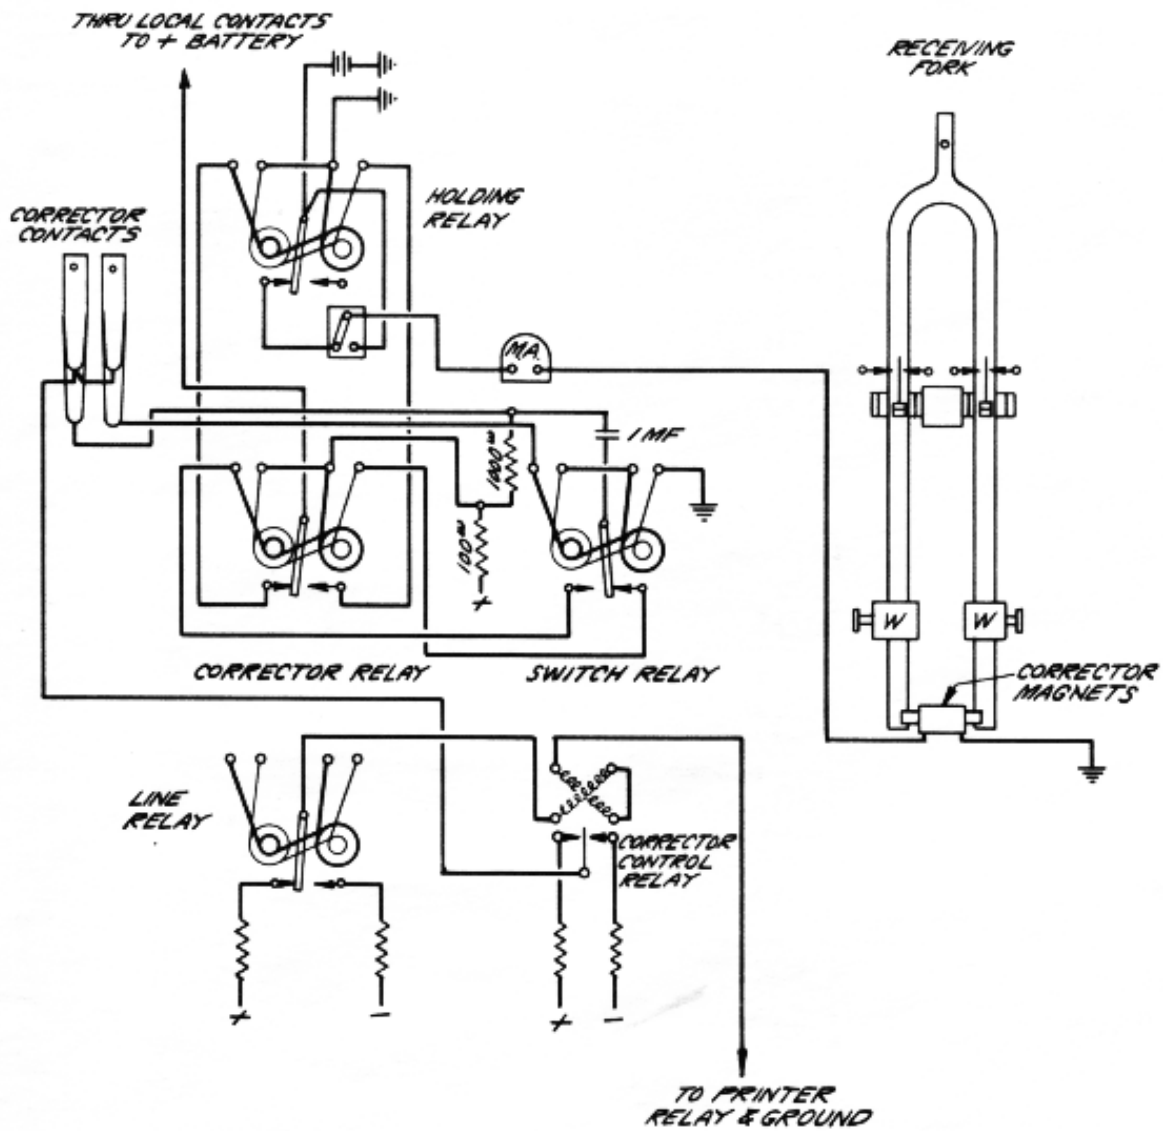 THRU LOCAL CONTACTS
TO + BATTERY
RECEIVING
FORK
HOLDING
RELAY
CORRECTOR
CONTACTS
MA.
1 MF
1000ω
100ω
+
W
W
CORRECTOR RELAY
SWITCH RELAY
CORRECTOR
MAGNETS
LINE
RELAY
CORRECTOR
CONTROL
RELAY
+
−
+
−
TO PRINTER
RELAY & GROUND